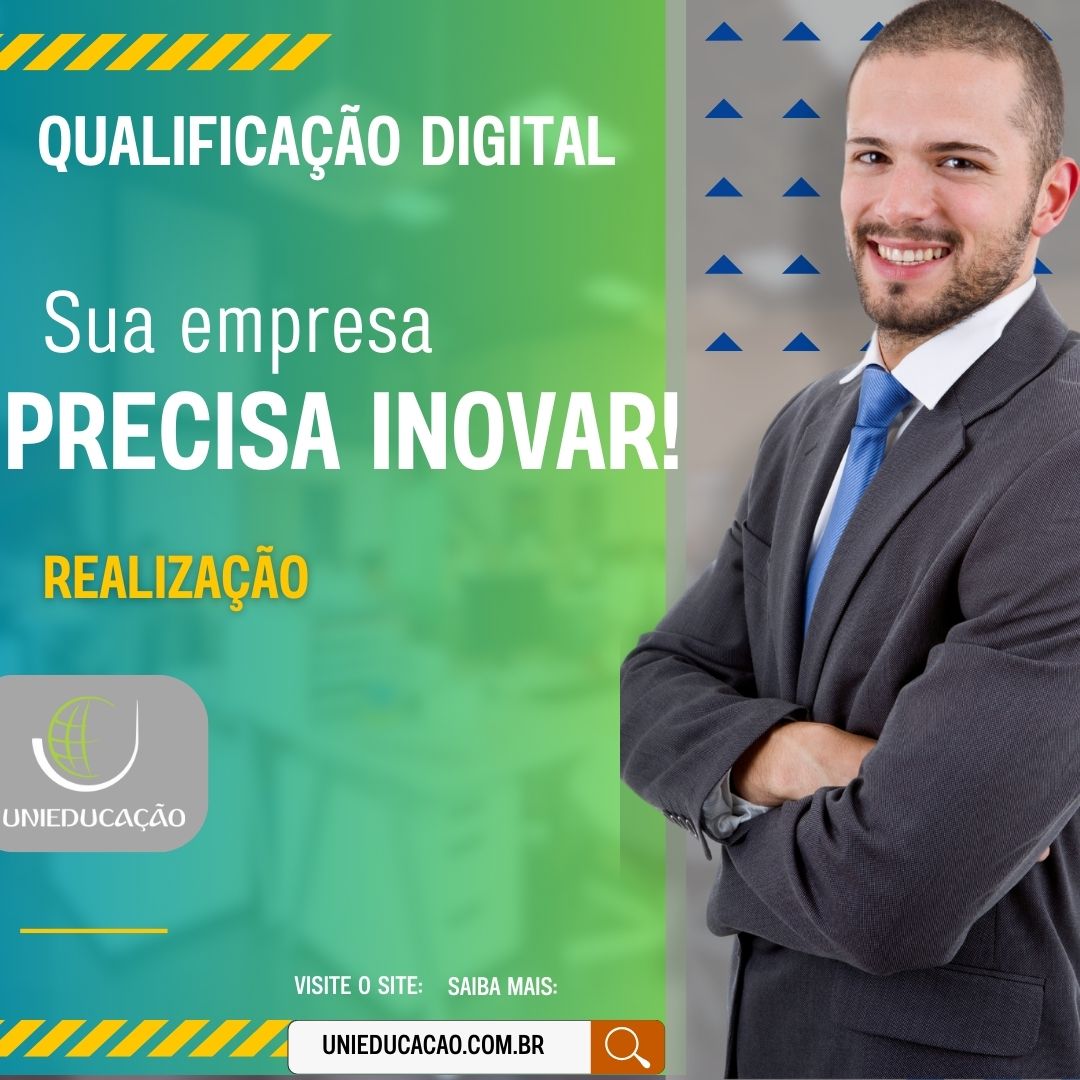 QUALIFICAÇÃO DIGITAL
Sua empresa
PRECISA INOVAR!
REALIZAÇÃO
UNIEDUCAÇÃO
VISITE O SITE: SAIBA MAIS:
UNIEDUCACAO.COM.BR